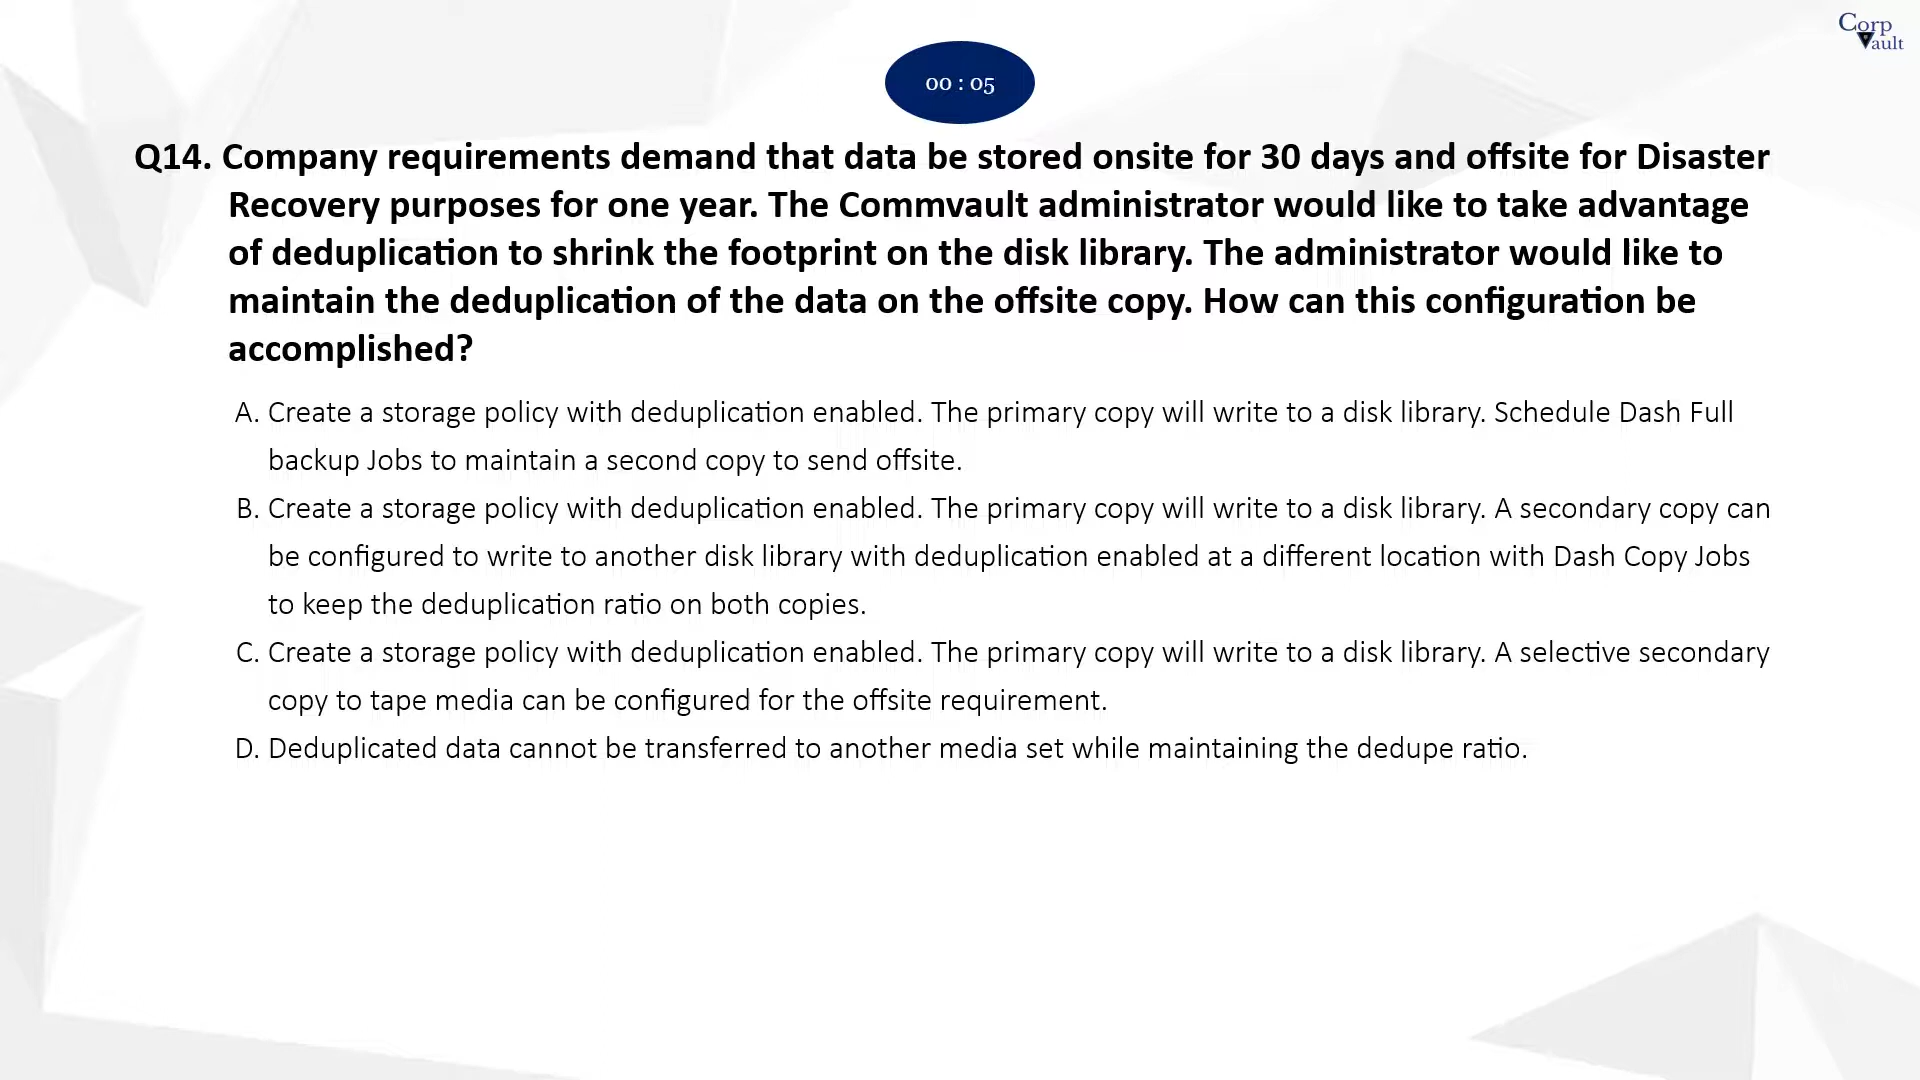 Corp
Vault
00 : 05
Q14. Company requirements demand that data be stored onsite for 30 days and offsite for Disaster
Recovery purposes for one year. The Commvault administrator would like to take advantage
of deduplication to shrink the footprint on the disk library. The administrator would like to
maintain the deduplication of the data on the offsite copy. How can this configuration be
accomplished?
A. Create a storage policy with deduplication enabled. The primary copy will write to a disk library. Schedule Dash Full
backup Jobs to maintain a second copy to send offsite.
B. Create a storage policy with deduplication enabled. The primary copy will write to a disk library. A secondary copy can
be configured to write to another disk library with deduplication enabled at a different location with Dash Copy Jobs
to keep the deduplication ratio on both copies.
C. Create a storage policy with deduplication enabled. The primary copy will write to a disk library. A selective secondary
copy to tape media can be configured for the offsite requirement.
D. Deduplicated data cannot be transferred to another media set while maintaining the dedupe ratio.